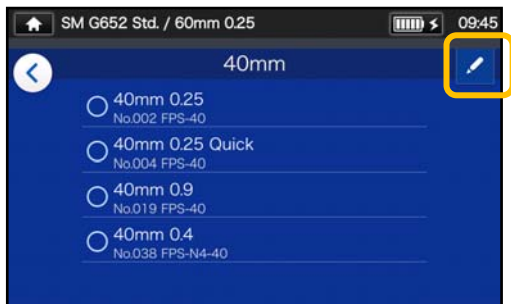 SM G652 Std. / 60mm 0.25 09:45
40mm
40mm 0.25
No.002 FPS-40
40mm 0.25 Quick
No.004 FPS-40
40mm 0.9
No.019 FPS-40
40mm 0.4
No.038 FPS-N4-40